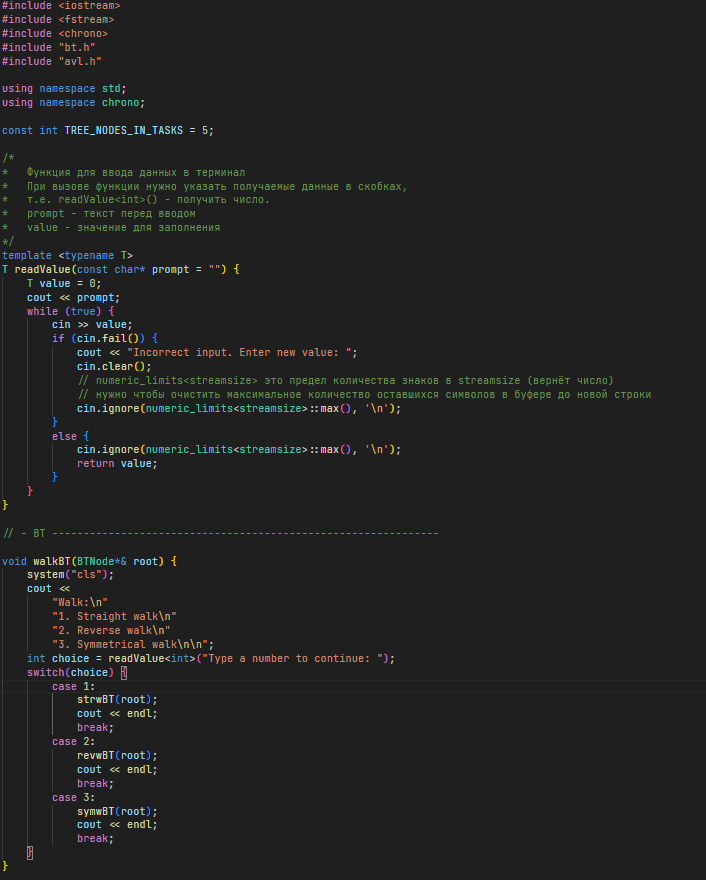 #include <iostream>
#include <fstream>
#include <chrono>
#include "bt.h"
#include "avl.h"

using namespace std;
using namespace chrono;

const int TREE_NODES_IN_TASKS = 5;

/*
*   Функция для ввода данных в терминал
*   При вызове функции нужно указать получаемые данные в скобках,
*   т.е. readValue<int>() - получить число.
*   prompt - текст перед вводом
*   value - значение для заполнения
*/
template <typename T>
T readValue(const char* prompt = "") {
    T value = 0;
    cout << prompt;
    while (true) {
        cin >> value;
        if (cin.fail()) {
            cout << "Incorrect input. Enter new value: ";
            cin.clear();
            // numeric_limits<streamsize> это предел количества знаков в streamsize (вернёт число)
            // нужно чтобы очистить максимальное количество оставшихся символов в буфере до новой строки
            cin.ignore(numeric_limits<streamsize>::max(), '\n');
        }
        else {
            cin.ignore(numeric_limits<streamsize>::max(), '\n');
            return value;
        }
    }
}

// - BT --------------------------------------------------------------

void walkBT(BTNode*& root) {
    system("cls");
    cout <<
        "Walk:\n"
        "1. Straight walk\n"
        "2. Reverse walk\n"
        "3. Symmetrical walk\n\n";
    int choice = readValue<int>("Type a number to continue: ");
    switch(choice) {
        case 1:
            strwBT(root);
            cout << endl;
            break;
        case 2:
            revwBT(root);
            cout << endl;
            break;
        case 3:
            symwBT(root);
            cout << endl;
            break;
    }
}